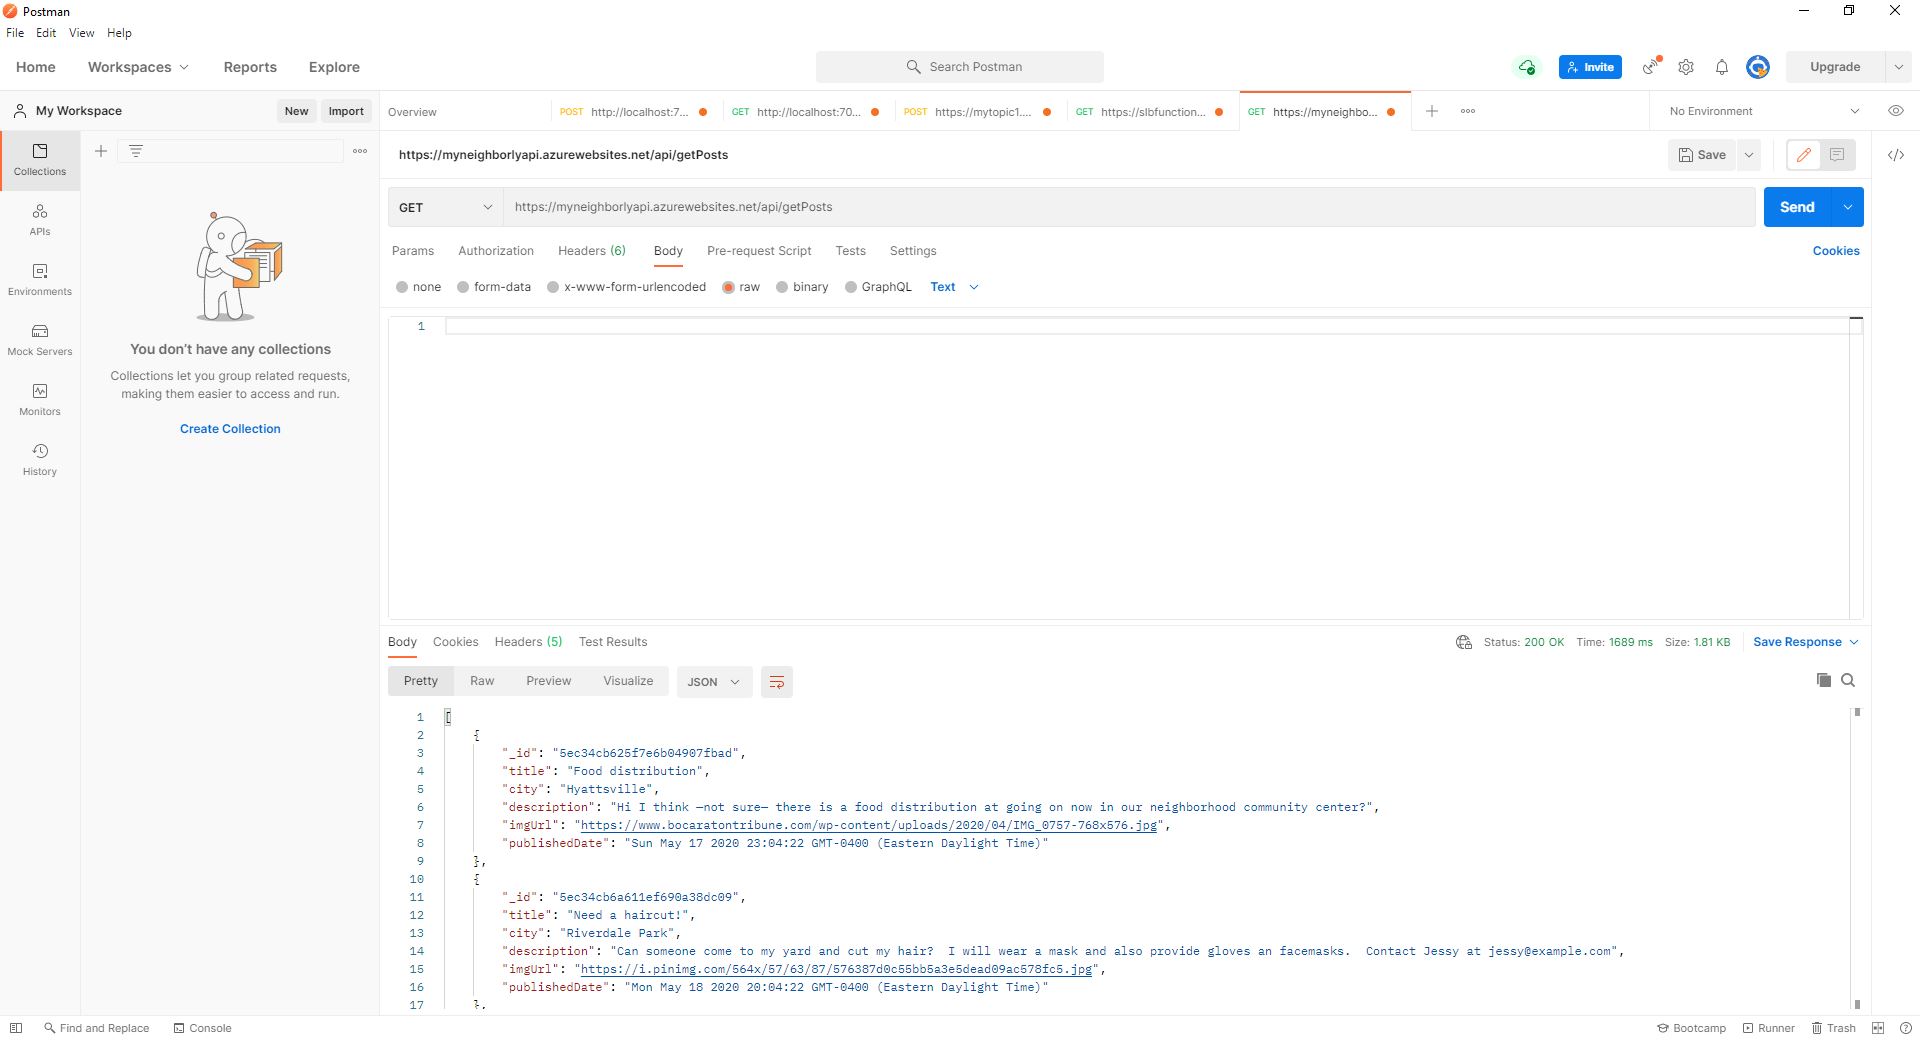 Postman
File Edit View Help
Home Workspaces Reports Explore Search Postman Invite Upgrade
My Workspace New Import Overview POST http://localhost:7... GET http://localhost:70... POST https://mytopic1.... GET https://slbfunction... GET https://myneighbo... No Environment
Collections
APIs
Environments
Mock Servers
Monitors
History
You don't have any collections
Collections let you group related requests,
making them easier to access and run.
Create Collection
https://myneighborlyapi.azurewebsites.net/api/getPosts Save
GET https://myneighborlyapi.azurewebsites.net/api/getPosts Send
Params Authorization Headers (6) Body Pre-request Script Tests Settings Cookies
none form-data x-www-form-urlencoded raw binary GraphQL Text
1
Body Cookies Headers (5) Test Results Status: 200 OK Time: 1689 ms Size: 1.81 KB Save Response
Pretty Raw Preview Visualize JSON
1 [
2 {
3 "_id": "5ec34cb625f7e6b04907fbad",
4 "title": "Food distribution",
5 "city": "Hyattsville",
6 "description": "Hi I think —not sure— there is a food distribution at going on now in our neighborhood community center?",
7 "imgUrl": "https://www.bocaratontribune.com/wp-content/uploads/2020/04/IMG_0757-768x576.jpg",
8 "publishedDate": "Sun May 17 2020 23:04:22 GMT-0400 (Eastern Daylight Time)"
9 },
10 {
11 "_id": "5ec34cb6a611ef690a38dc09",
12 "title": "Need a haircut!",
13 "city": "Riverdale Park",
14 "description": "Can someone come to my yard and cut my hair?  I will wear a mask and also provide gloves an facemasks.  Contact Jessy at jessy@example.com",
15 "imgUrl": "https://i.pinimg.com/564x/57/63/87/576387d0c55bb5a3e5dead09ac578fc5.jpg",
16 "publishedDate": "Mon May 18 2020 20:04:22 GMT-0400 (Eastern Daylight Time)"
17 },
Find and Replace Console Bootcamp Runner Trash